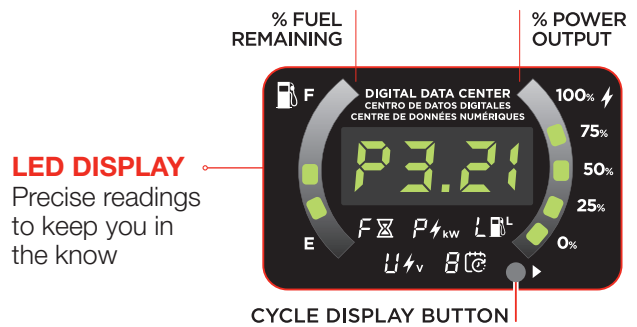 % FUEL
REMAINING
% POWER
OUTPUT
F
DIGITAL DATA CENTER
CENTRO DE DATOS DIGITALES
CENTRE DE DONNÉES NUMÉRIQUES
100%
75%
P3.21
50%
25%
0%
E
F P kW L L
U V 8
LED DISPLAY
Precise readings
to keep you in
the know
CYCLE DISPLAY BUTTON